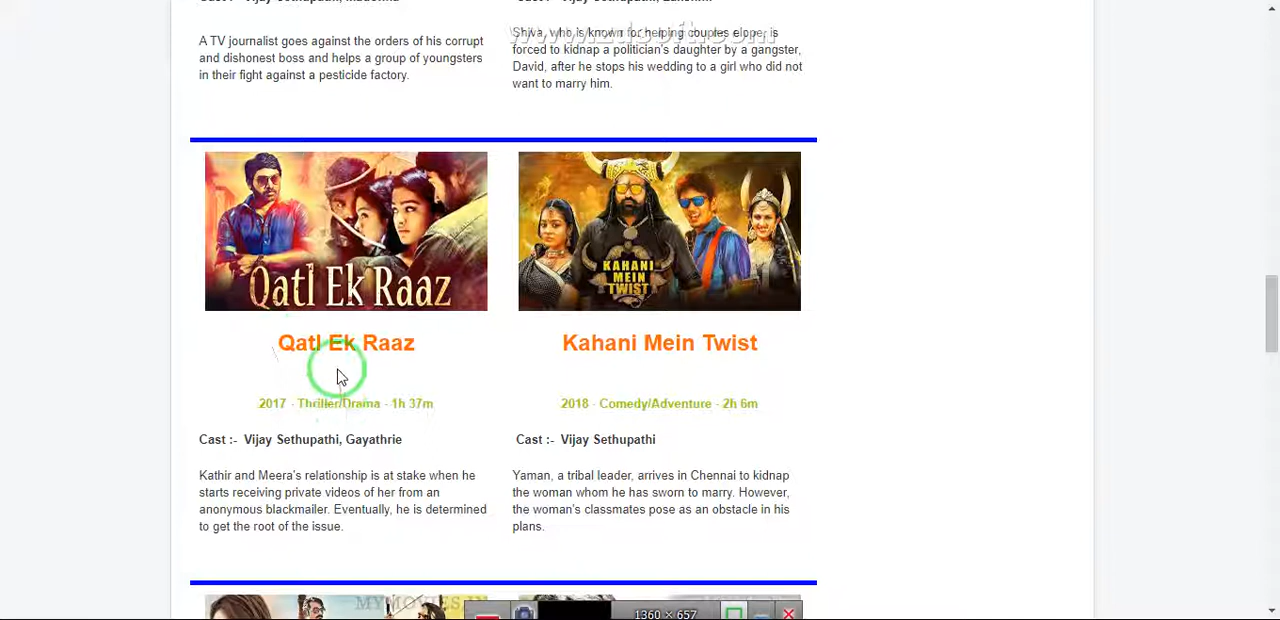 A TV journalist goes against the orders of his corrupt
and dishonest boss and helps a group of youngsters
in their fight against a pesticide factory.
Shiva, who is known for helping couples elope, is
forced to kidnap a politician's daughter by a gangster,
David, after he stops his wedding to a girl who did not
want to marry him.
Qatl Ek Raaz
KAHANI
MEIN
TWIST
Qatl Ek Raaz
Kahani Mein Twist
2017 - Thriller/Drama - 1h 37m
2018 - Comedy/Adventure - 2h 6m
Cast :- Vijay Sethupathi, Gayathrie
Cast :- Vijay Sethupathi
Kathir and Meera's relationship is at stake when he
starts receiving private videos of her from an
anonymous blackmailer. Eventually, he is determined
to get the root of the issue.
Yaman, a tribal leader, arrives in Chennai to kidnap
the woman whom he has sworn to marry. However,
the woman's classmates pose as an obstacle in his
plans.
MYMOVIES.IN
1360 × 657